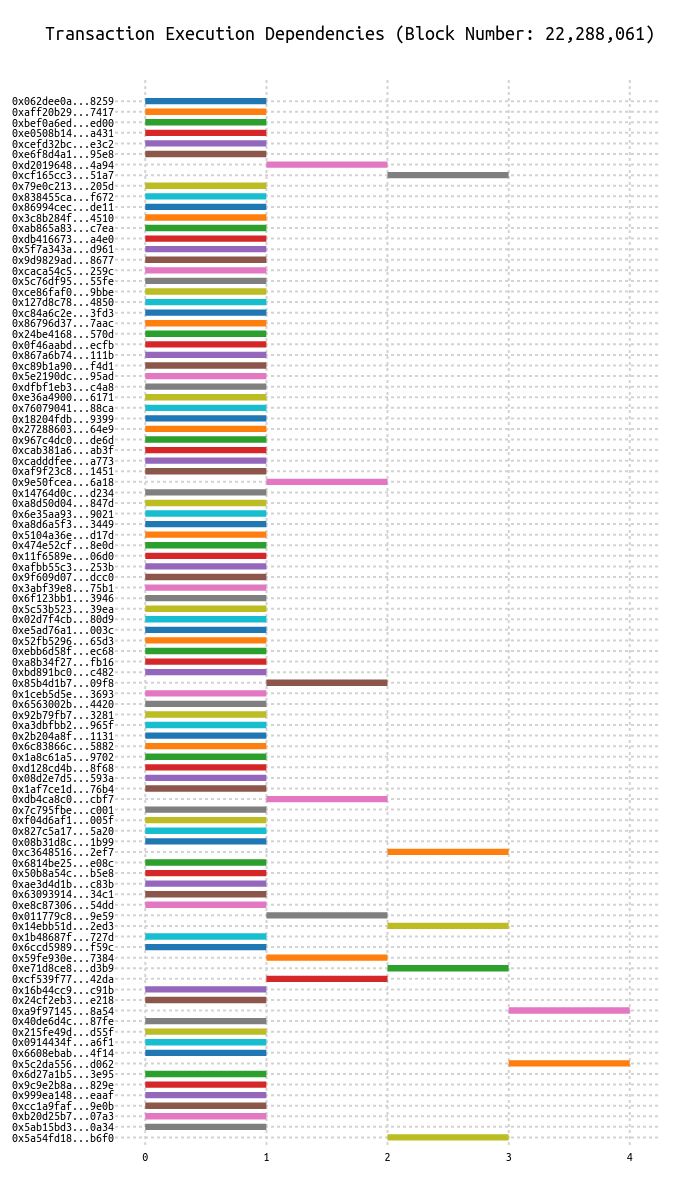 Transaction Execution Dependencies (Block Number: 22,288,061)
0x062dee0a...8259
0xaff20b29...7417
0xbef0a6ed...ed00
0xe0508b14...a431
0xcefd32bc...e3c2
0xe6f8d4a1...95e8
0xd2019648...4a94
0xcf165cc3...51a7
0x79e0c213...205d
0x838455ca...f672
0x86994cec...de11
0x3c8b284f...4510
0xab865a83...c7ea
0xdb416673...a4e0
0x5f7a343a...d961
0x9d9829ad...8677
0xcaca54c5...259c
0x5c76df95...55fe
0xce86faf0...9bbe
0x127d8c78...4850
0xc84a6c2e...3fd3
0x86796d37...7aac
0x24be4168...570d
0x0f46aabd...ecfb
0x867a6b74...111b
0xc89b1a90...f4d1
0x5e2190dc...95ad
0xdfbf1eb3...c4a8
0xe36a4900...6171
0x76079041...88ca
0x18204fdb...9399
0x27288603...64e9
0x967c4dc0...de6d
0xcab381a6...ab3f
0xcadddfee...a773
0xaf9f23c8...1451
0x9e50fcea...6a18
0x14764d0c...d234
0xa8d50d04...847d
0x6e35aa93...9021
0xa8d6a5f3...3449
0x5104a36e...d17d
0x474e52cf...8e0d
0x11f6589e...06d0
0xafbb55c3...253b
0x9f609d07...dcc0
0x3abf39e8...75b1
0x6f123bb1...3946
0x5c53b523...39ea
0x02d7f4cb...80d9
0xe5ad76a1...003c
0x52fb5296...65d3
0xebb6d58f...ec68
0xa8b34f27...fb16
0xbd891bc0...c482
0x85b4d1b7...09f8
0x1ceb5d5e...3693
0x6563002b...4420
0x92b79fb7...3281
0xa3dbfbb2...965f
0x2b204a8f...1131
0x6c83866c...5882
0x1a8c61a5...9702
0xd128cd4b...8f68
0x08d2e7d5...593a
0x1af7ce1d...76b4
0xdb4ca8c0...cbf7
0x7c795fbe...c001
0xf04d6af1...005f
0x827c5a17...5a20
0x08b31d8c...1b99
0xc3648516...2ef7
0x6814be25...e08c
0x50b8a54c...b5e8
0xae3d4d1b...c83b
0x63093914...34c1
0xe8c87306...54dd
0x011779c8...9e59
0x14ebb51d...2ed3
0x1b48687f...727d
0x6ccd5989...f59c
0x59fe930e...7384
0xe71d8ce8...d3b9
0xcf539f77...42da
0x16b44cc9...c91b
0x24cf2eb3...e218
0xa9f97145...8a54
0x40de6d4c...87fe
0x215fe49d...d55f
0x0914434f...a6f1
0x6608ebab...4f14
0x5c2da556...d062
0x6d27a1b5...3e95
0x9c9e2b8a...829e
0x999ea148...eaaf
0xcc1a9faf...9e0b
0xb20d25b7...07a3
0x5ab15bd3...0a34
0x5a54fd18...b6f0
0 1 2 3 4